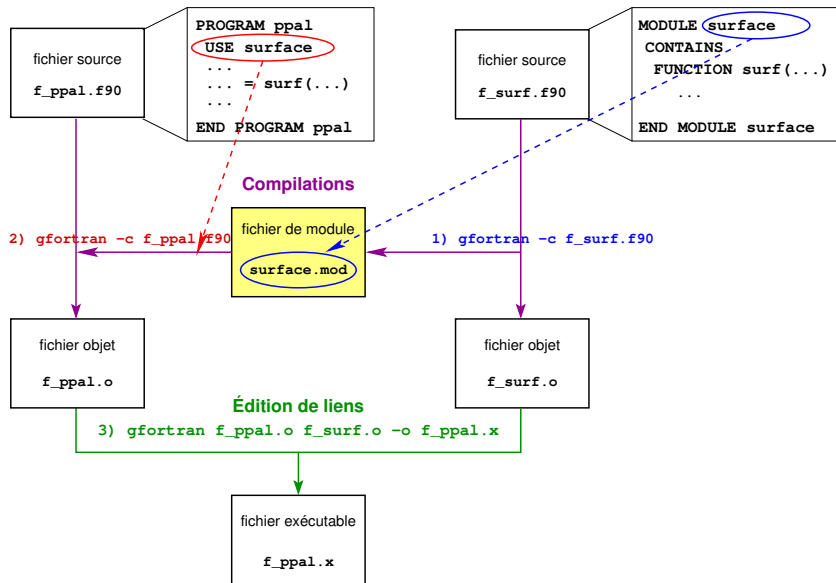 fichier source
f_ppal.f90
PROGRAM ppal
USE surface
...
... = surf(...)
...
END PROGRAM ppal
fichier source
f_surf.f90
MODULE surface
CONTAINS
FUNCTION surf(...)
...
END MODULE surface
Compilations
2) gfortran −c f_ppal.f90
fichier de module
surface.mod
1) gfortran −c f_surf.f90
fichier objet
f_ppal.o
fichier objet
f_surf.o
Édition de liens
3) gfortran f_ppal.o f_surf.o −o f_ppal.x
fichier exécutable
f_ppal.x